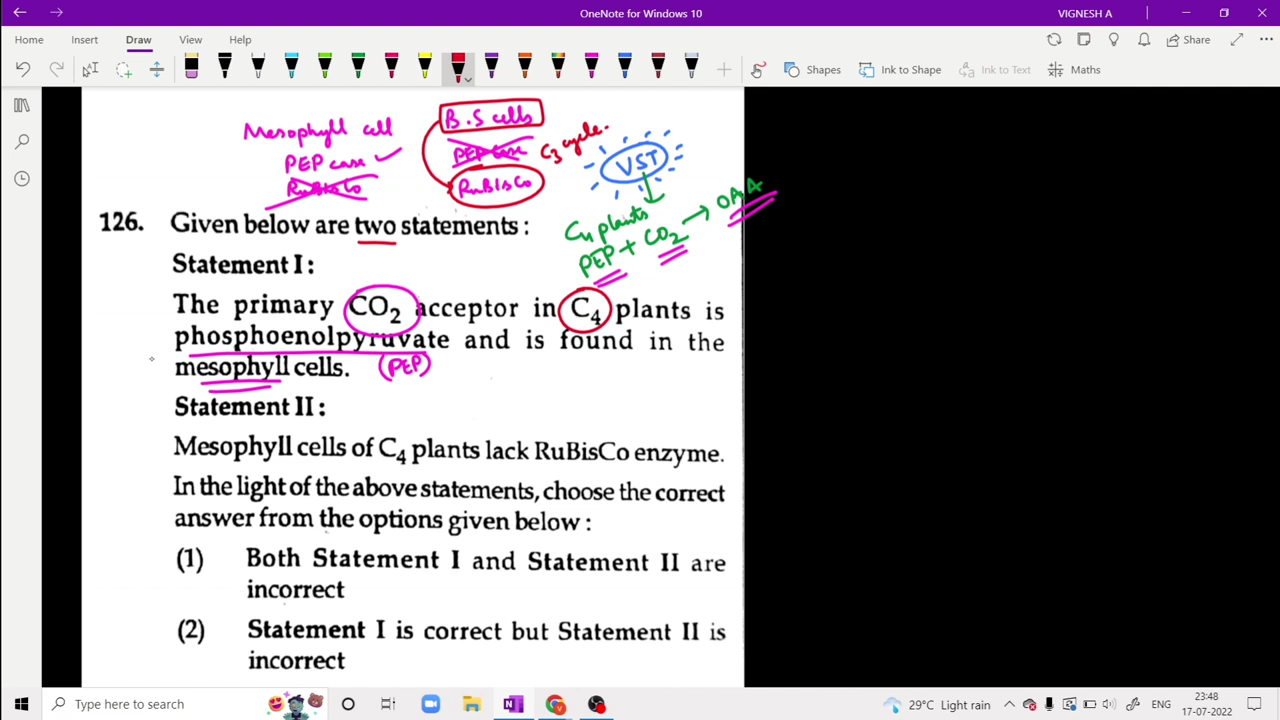 OneNote for Windows 10
VIGNESH A
Home Insert Draw View Help
Share
Shapes Ink to Shape Ink to Text Maths
Mesophyll cell
PEP case ✓
RuBisCo
B.S cells
PEP case
RuBIsCo
C3 cycle.
VST
C4 plants
PEP + CO2 → OAA
126. Given below are two statements :
Statement I :
The primary CO2 acceptor in C4 plants is
phosphoenolpyruvate and is found in the
mesophyll cells. (PEP)
Statement II :
Mesophyll cells of C4 plants lack RuBisCo enzyme.
In the light of the above statements, choose the correct
answer from the options given below :
(1) Both Statement I and Statement II are
incorrect
(2) Statement I is correct but Statement II is
incorrect
Type here to search
29°C Light rain
ENG
23:48
17-07-2022